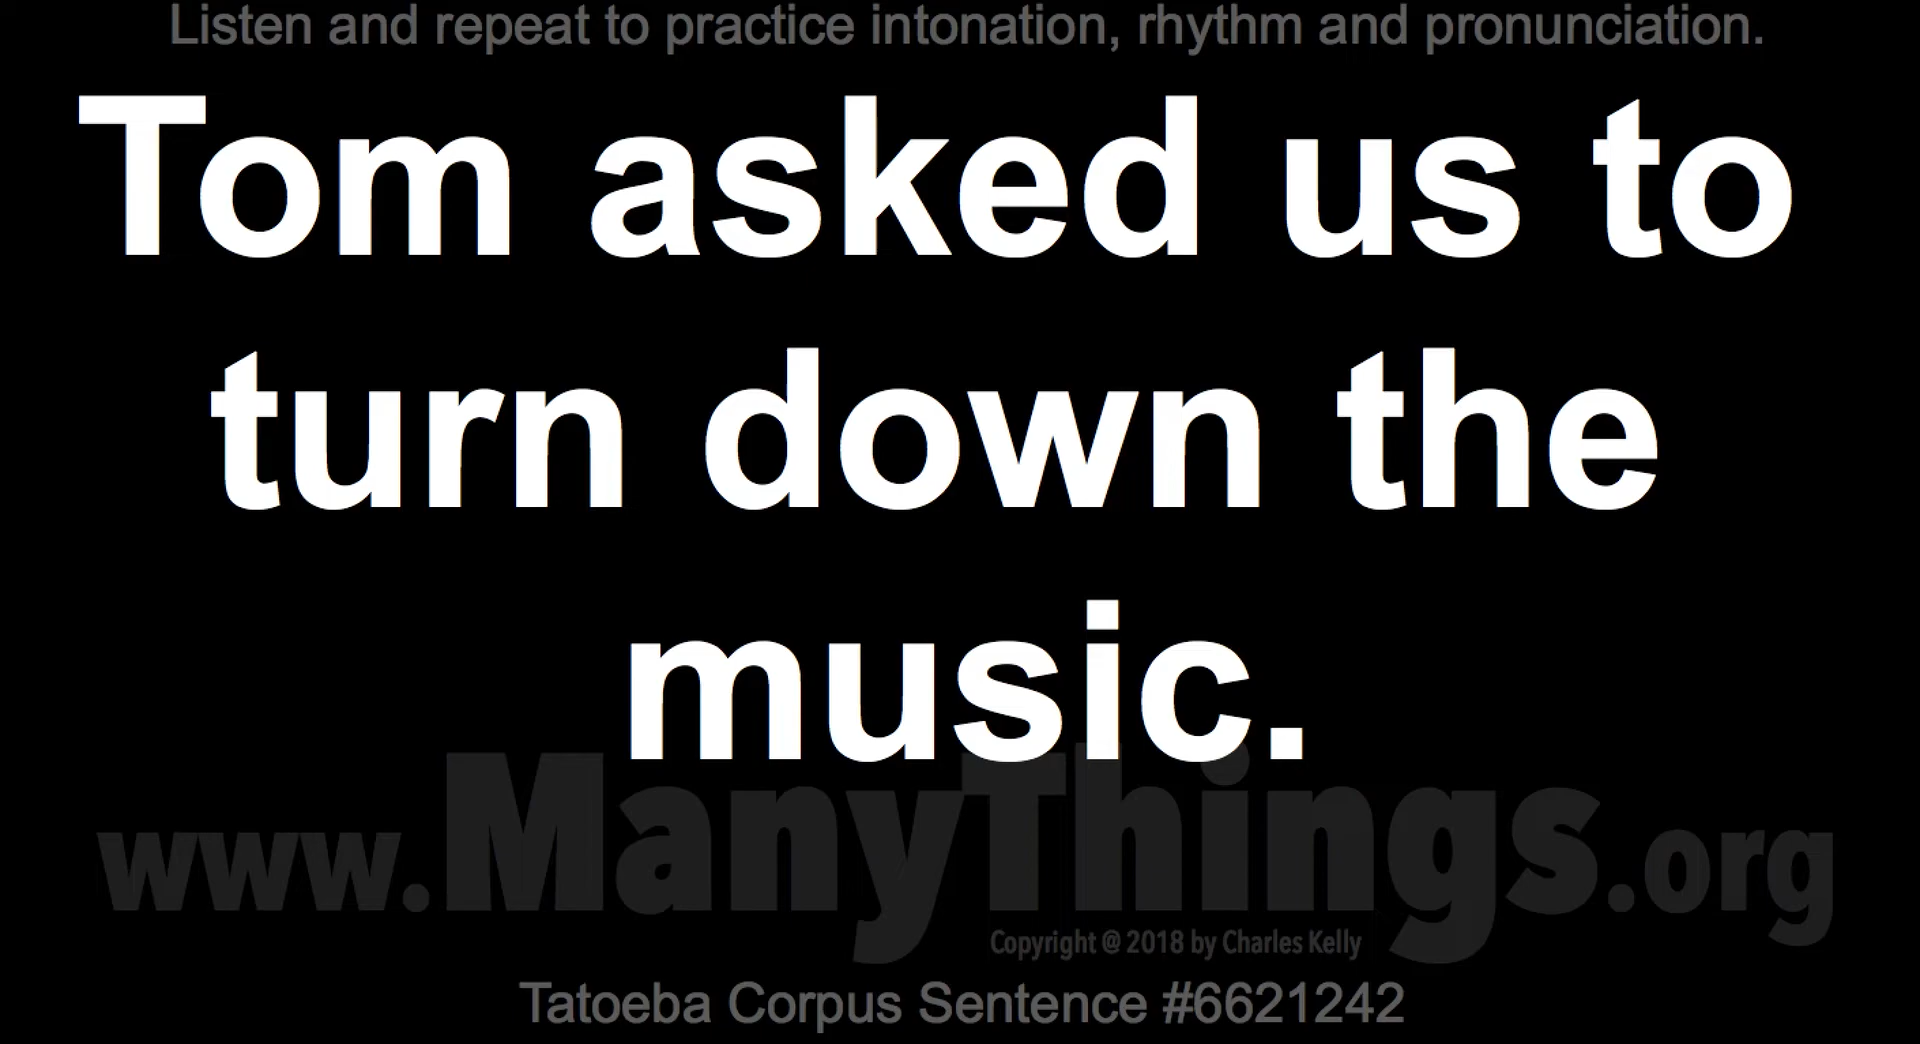 Listen and repeat to practice intonation, rhythm and pronunciation.
Tom asked us to
turn down the
music.
www.ManyThings.org
Copyright @ 2018 by Charles Kelly
Tatoeba Corpus Sentence #6621242